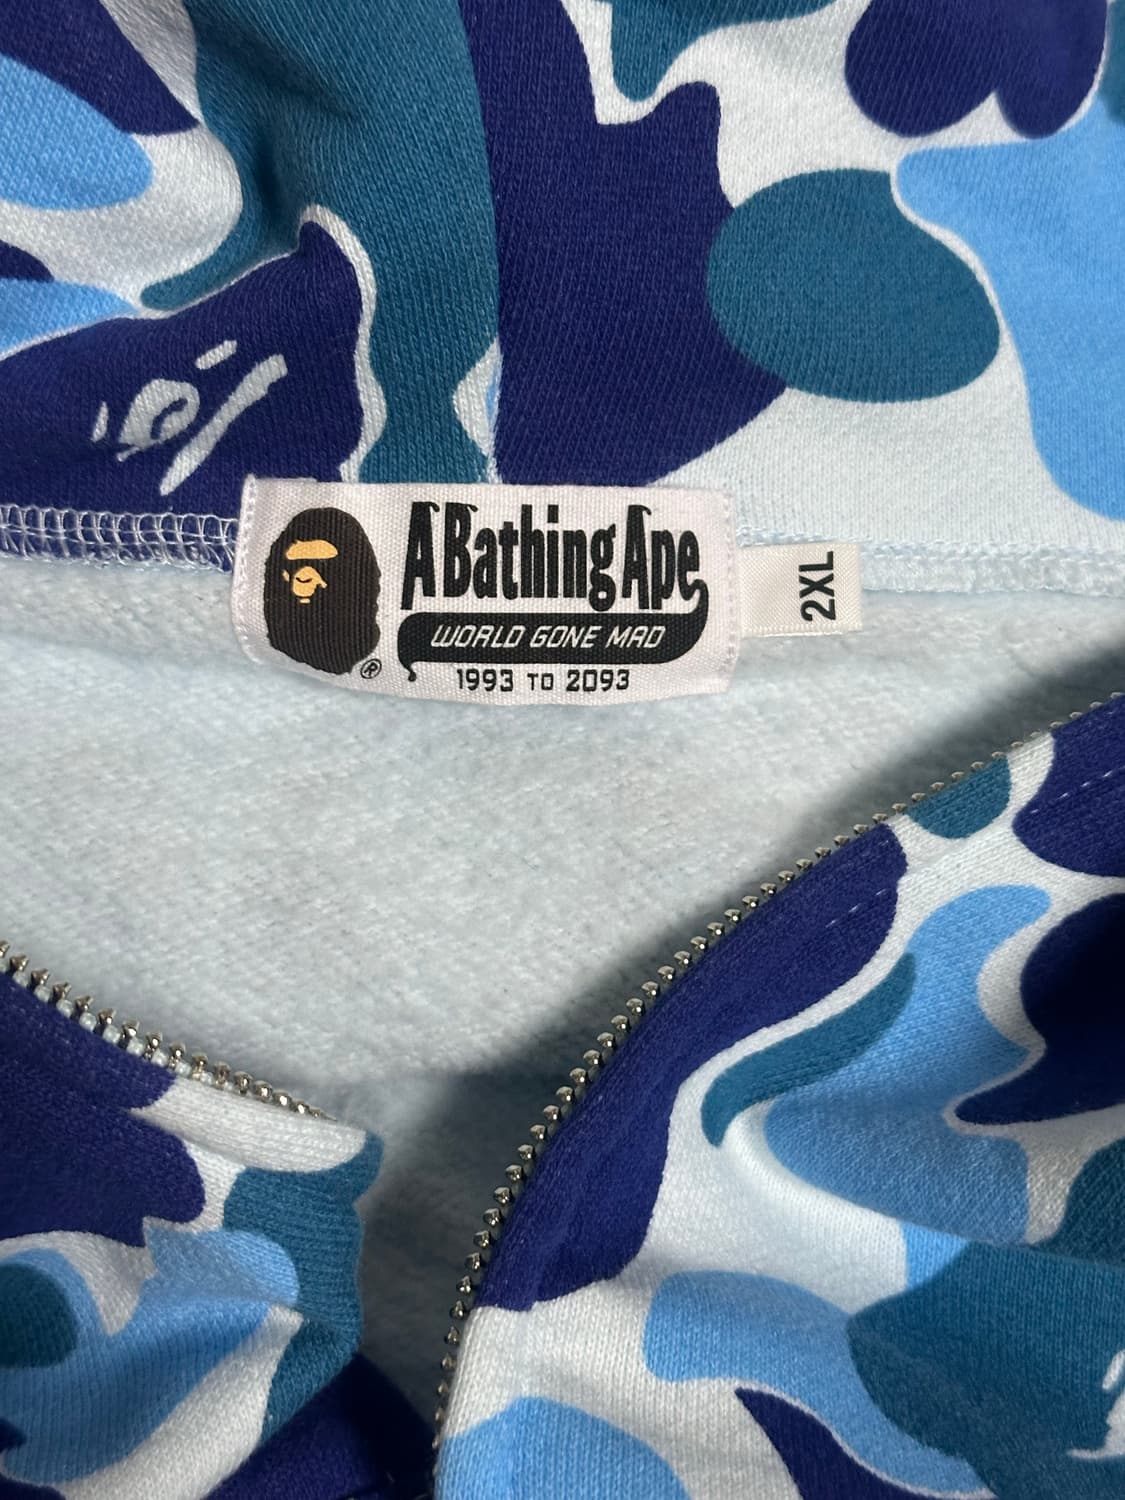 A Bathing Ape
®
WORLD GONE MAD
1993 TO 2093
2XL